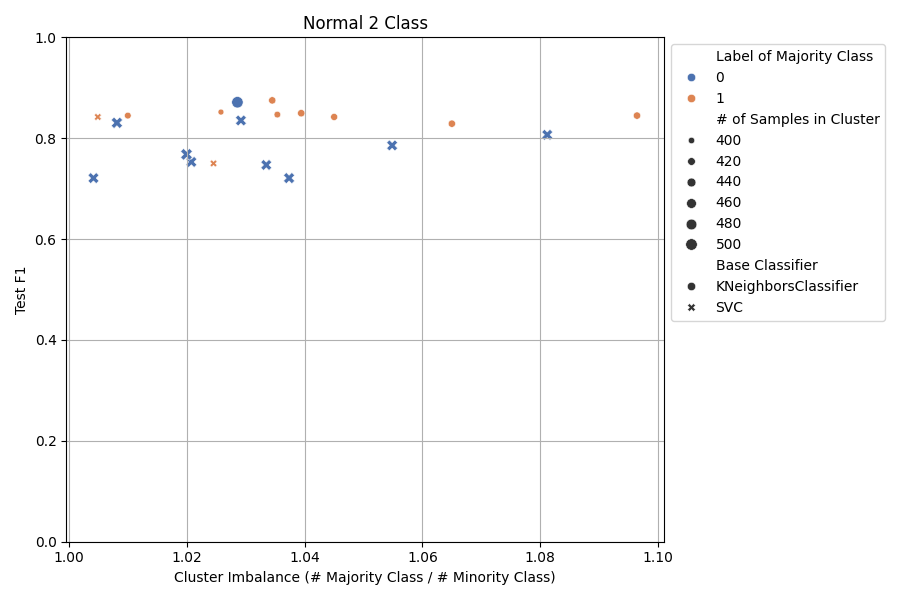 Normal 2 Class
Test F1
1.0
0.8
0.6
0.4
0.2
0.0
1.00 1.02 1.04 1.06 1.08 1.10
Cluster Imbalance (# Majority Class / # Minority Class)
Label of Majority Class
0
1
# of Samples in Cluster
400
420
440
460
480
500
Base Classifier
KNeighborsClassifier
SVC